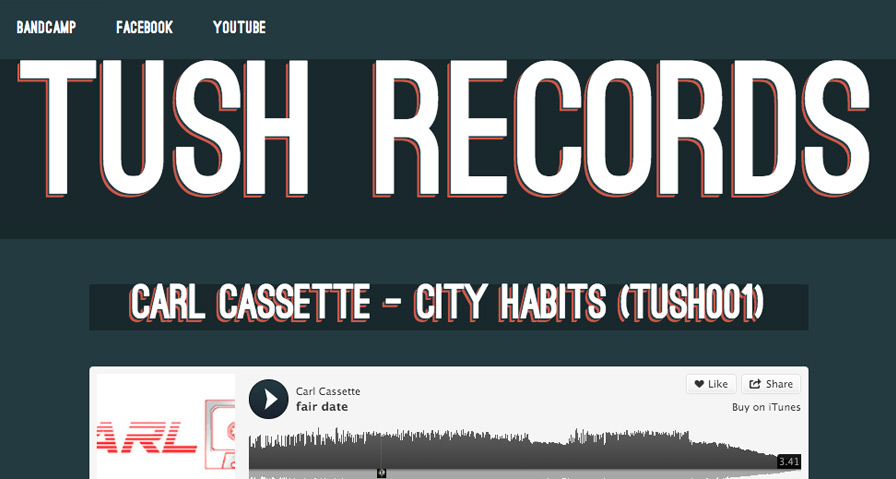 BANDCAMP FACEBOOK YOUTUBE
TUSH RECORDS
CARL CASSETTE - CITY HABITS (TUSH001)
Like Share
Carl Cassette
fair date
Buy on iTunes
ARL
3.41